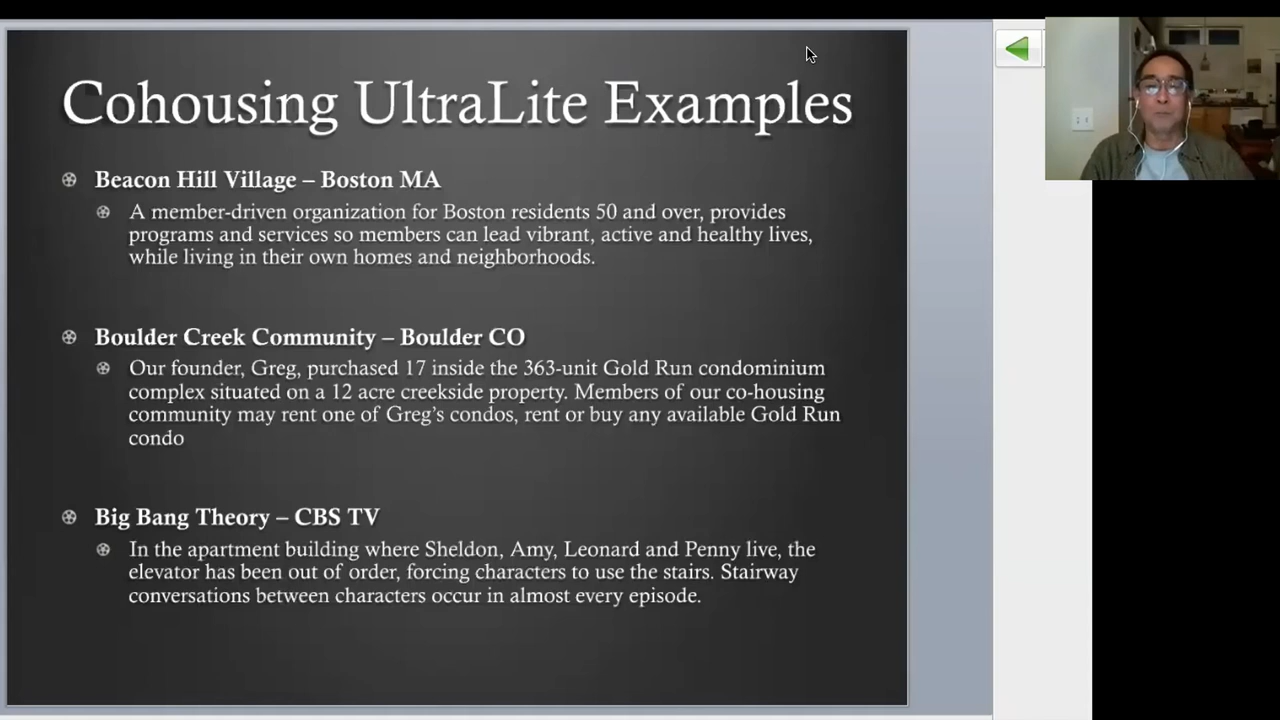 Cohousing UltraLite Examples
Beacon Hill Village – Boston MA
A member-driven organization for Boston residents 50 and over, provides
programs and services so members can lead vibrant, active and healthy lives,
while living in their own homes and neighborhoods.
Boulder Creek Community – Boulder CO
Our founder, Greg, purchased 17 inside the 363-unit Gold Run condominium
complex situated on a 12 acre creekside property. Members of our co-housing
community may rent one of Greg’s condos, rent or buy any available Gold Run
condo
Big Bang Theory – CBS TV
In the apartment building where Sheldon, Amy, Leonard and Penny live, the
elevator has been out of order, forcing characters to use the stairs. Stairway
conversations between characters occur in almost every episode.